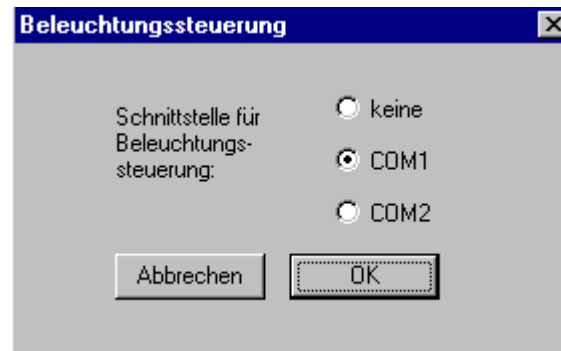 Beleuchtungssteuerung
Schnittstelle für
Beleuchtungs-
steuerung:
keine
COM1
COM2
Abbrechen
OK